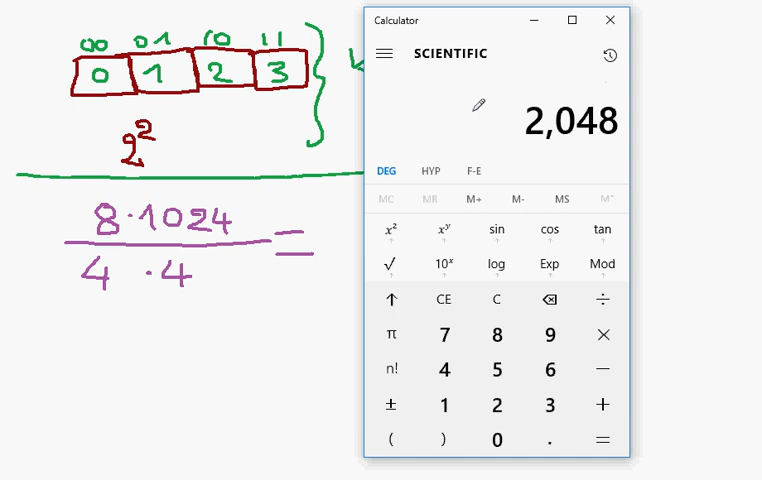 00 01 10 11
0 1 2 3
2²
8·1024
4 ·4
=
Calculator
SCIENTIFIC
2,048
DEG HYP F-E
MC MR M+ M- MS M˅
x² xʸ sin cos tan
√ 10ˣ log Exp Mod
↑ CE C ⌫ ÷
π 7 8 9 ×
n! 4 5 6 −
± 1 2 3 +
( ) 0 . =